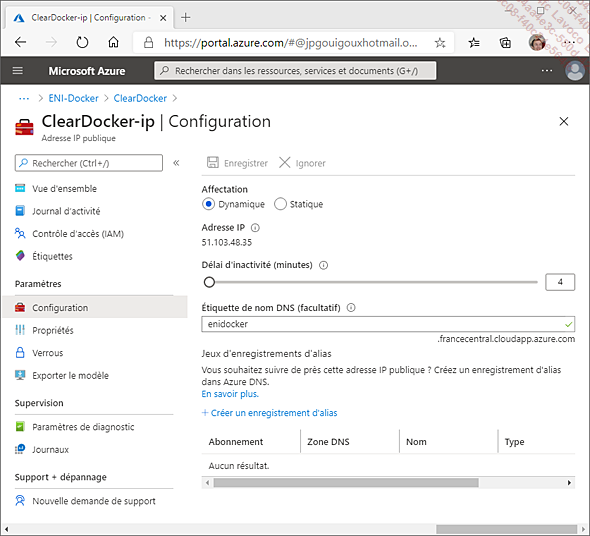 ClearDocker-ip | Configuration -
https://portal.azure.com/#@jpgouigouxhotmail.o...
Microsoft Azure
Rechercher dans les ressources, services et documents (G+/)
... > ENI-Docker > ClearDocker >
ClearDocker-ip | Configuration
Adresse IP publique
Rechercher (Ctrl+/)
Vue d'ensemble
Journal d'activité
Contrôle d'accès (IAM)
Étiquettes
Paramètres
Configuration
Propriétés
Verrous
Exporter le modèle
Supervision
Paramètres de diagnostic
Journaux
Support + dépannage
Nouvelle demande de support
Enregistrer Ignorer
Affectation
Dynamique Statique
Adresse IP
51.103.48.35
Délai d'inactivité (minutes)
4
Étiquette de nom DNS (facultatif)
enidocker
.francecentral.cloudapp.azure.com
Jeux d'enregistrements d'alias
Vous souhaitez suivre de près cette adresse IP publique ? Créez un enregistrement d'alias
dans Azure DNS.
En savoir plus.
+ Créer un enregistrement d'alias
Abonnement Zone DNS Nom Type
Aucun résultat.